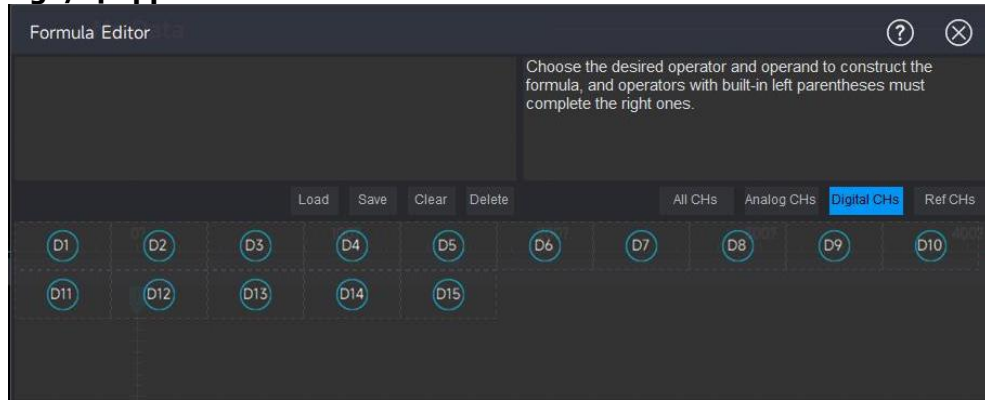 Formula Editor
?
Choose the desired operator and operand to construct the
formula, and operators with built-in left parentheses must
complete the right ones.
Load Save Clear Delete All CHs Analog CHs Digital CHs Ref CHs
D1 D2 D3 D4 D5 D6 D7 D8 D9 D10
D11 D12 D13 D14 D15